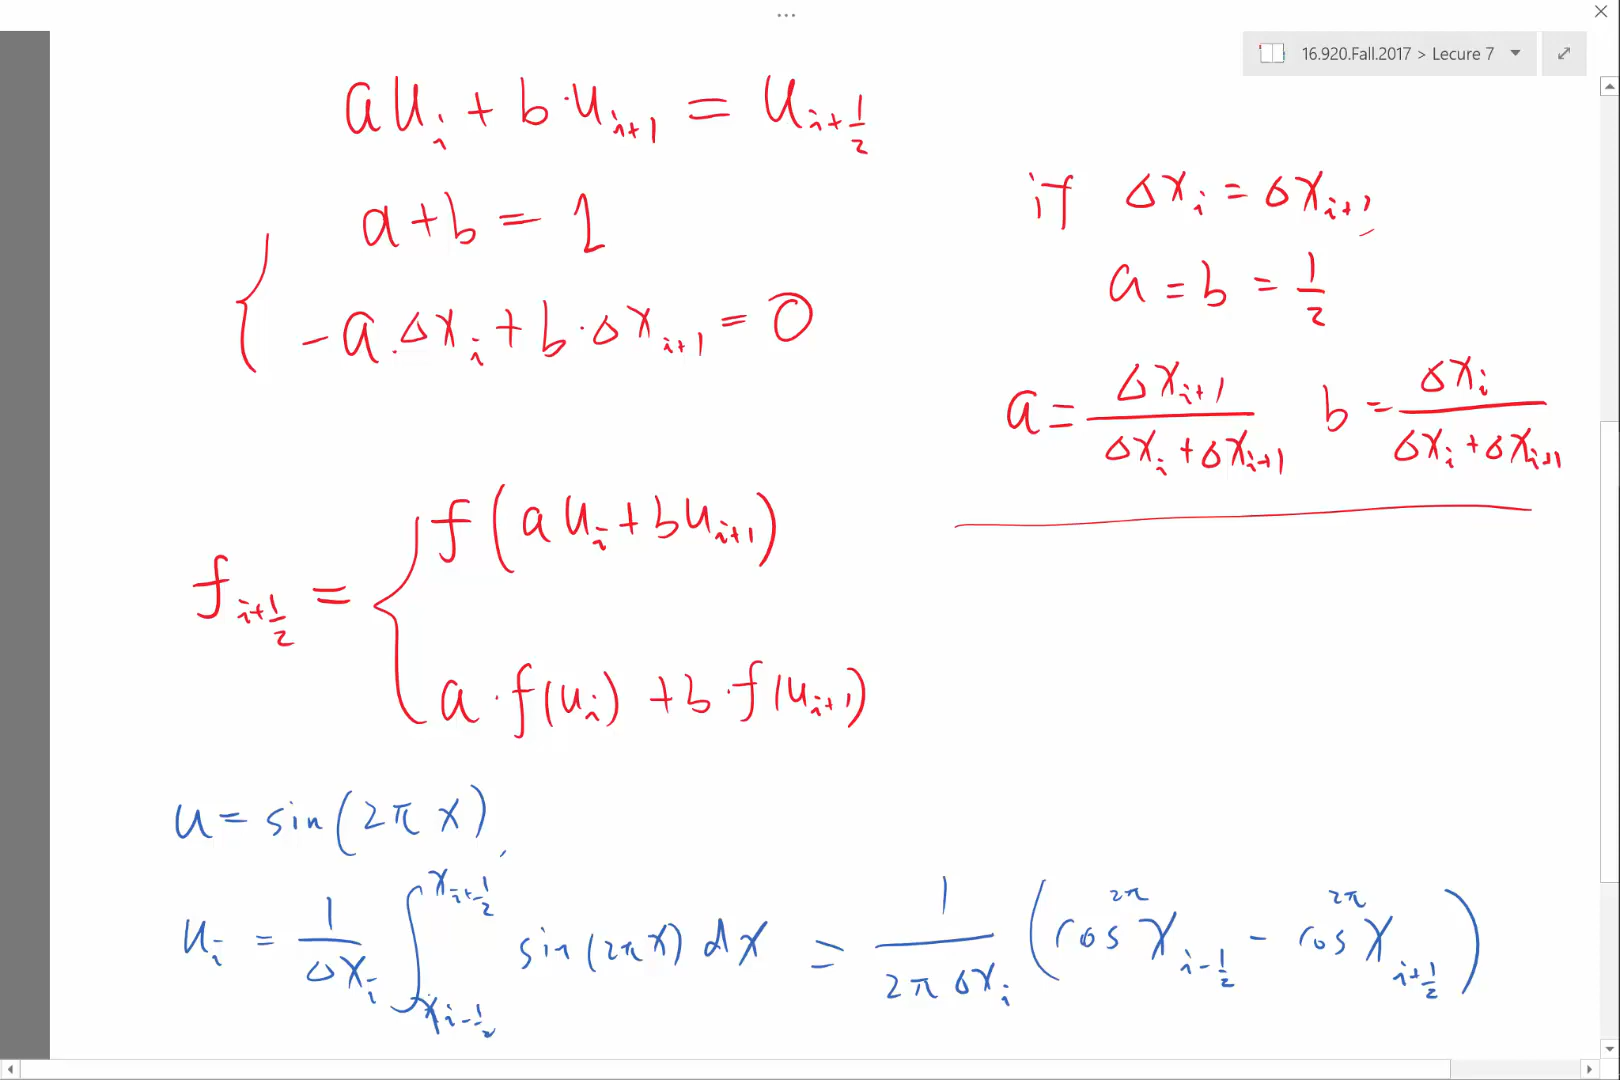 ...
16.920.Fall.2017 > Lecure 7
a u_i + b · u_{i+1} = u_{i+1/2}
a + b = 1
- a · Δx_i + b · Δx_{i+1} = 0
if Δx_i = Δx_{i+1}
a = b = 1/2
a = Δx_{i+1} / (Δx_i + Δx_{i+1}) b = Δx_i / (Δx_i + Δx_{i+1})
f_{i+1/2} = { f(a u_i + b u_{i+1})
a · f(u_i) + b · f(u_{i+1})
u = sin(2π x)
u_i = 1/Δx_i ∫_{x_{i-1/2}}^{x_{i+1/2}} sin(2πx) dx = 1/(2π Δx_i) (cos 2π x_{i-1/2} - cos 2π x_{i+1/2})